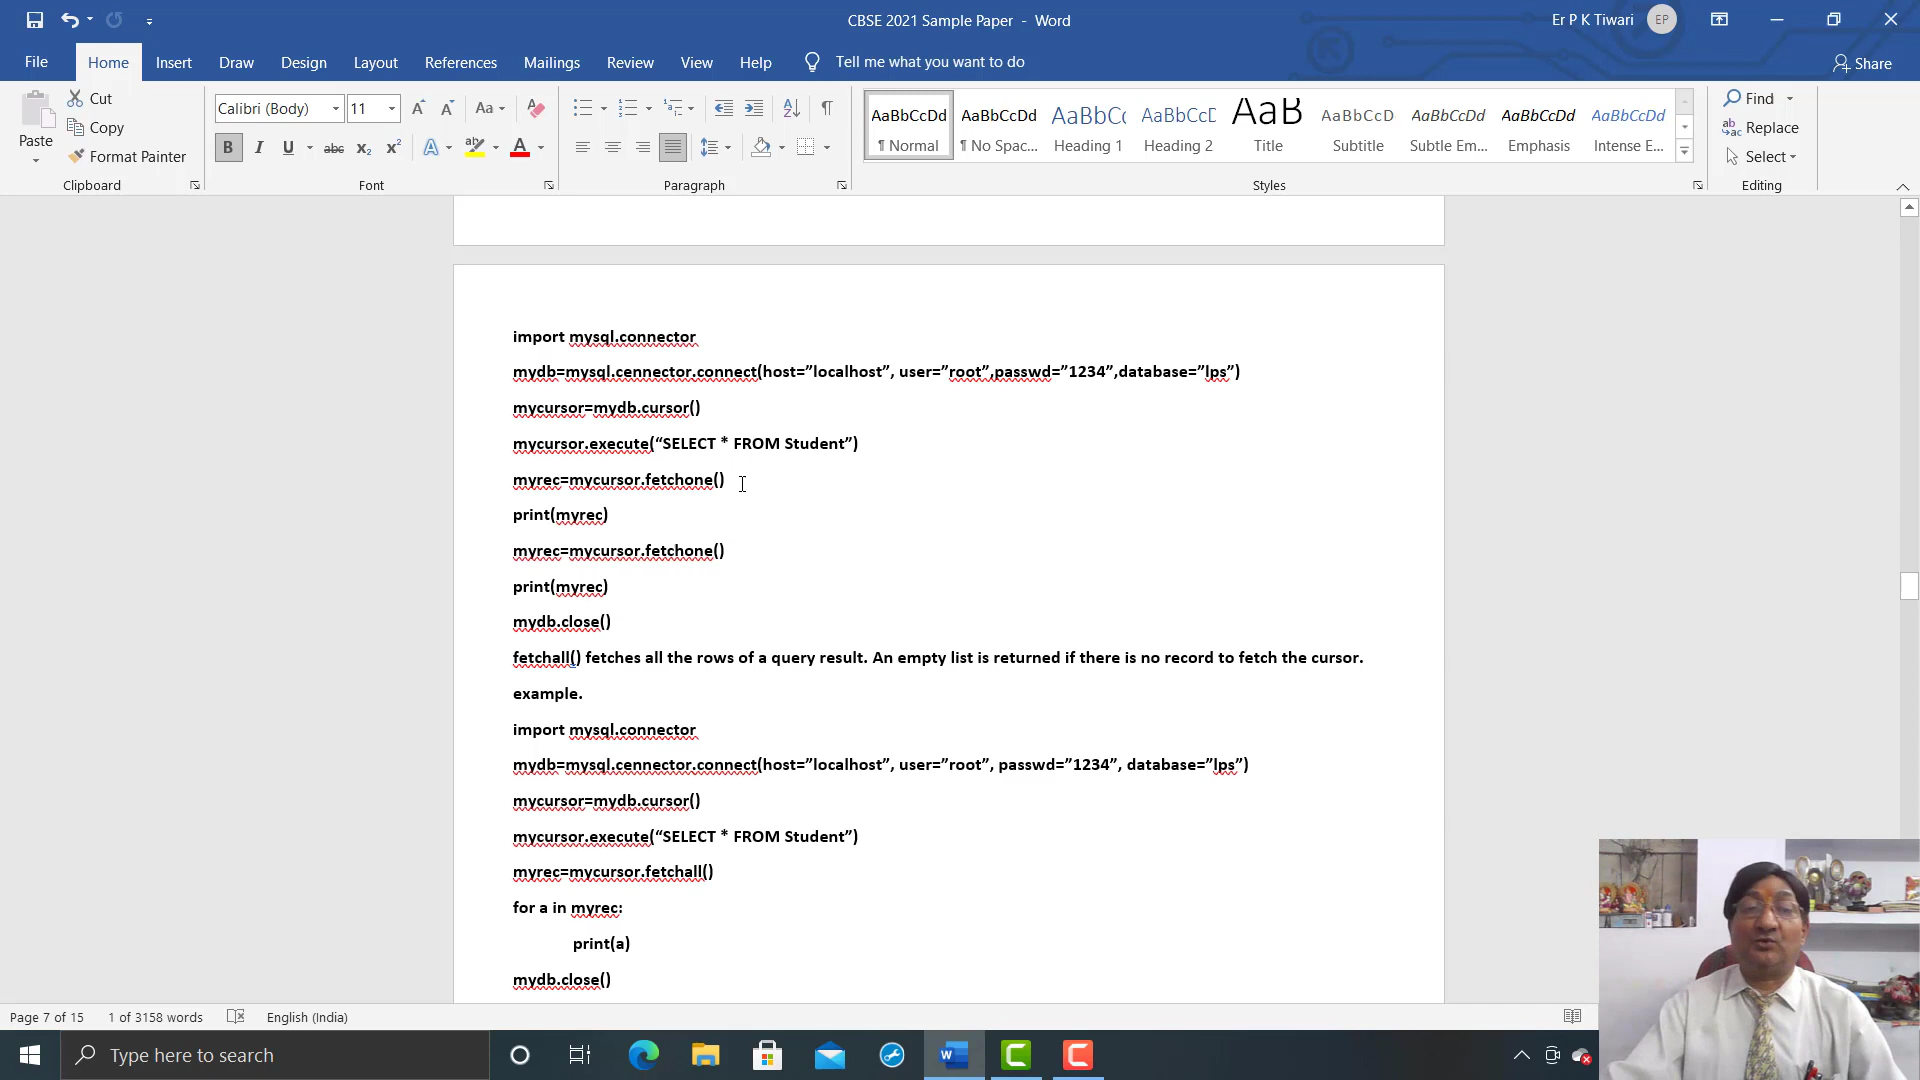 CBSE 2021 Sample Paper - Word
Er P K Tiwari
EP
File
Home
Insert
Draw
Design
Layout
References
Mailings
Review
View
Help
Tell me what you want to do
Share
Paste
Cut
Copy
Format Painter
Clipboard
Calibri (Body)
11
Aa
B
I
U
abc
x₂
x²
A
A
Font
Paragraph
AaBbCcDd
¶ Normal
AaBbCcDd
¶ No Spac...
AaBbCc
Heading 1
AaBbCcD
Heading 2
AaB
Title
AaBbCcD
Subtitle
AaBbCcDd
Subtle Em...
AaBbCcDd
Emphasis
AaBbCcDd
Intense E...
Styles
Find
Replace
Select
Editing
import mysql.connector
mydb=mysql.cennector.connect(host=”localhost”, user=”root”,passwd=”1234”,database=”lps”)
mycursor=mydb.cursor()
mycursor.execute(“SELECT * FROM Student”)
myrec=mycursor.fetchone()
print(myrec)
myrec=mycursor.fetchone()
print(myrec)
mydb.close()
fetchall() fetches all the rows of a query result. An empty list is returned if there is no record to fetch the cursor.
example.
import mysql.connector
mydb=mysql.cennector.connect(host=”localhost”, user=”root”, passwd=”1234”, database=”lps”)
mycursor=mydb.cursor()
mycursor.execute(“SELECT * FROM Student”)
myrec=mycursor.fetchall()
for a in myrec:
print(a)
mydb.close()
Page 7 of 15
1 of 3158 words
English (India)
Type here to search